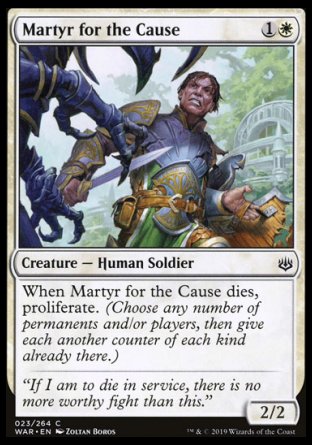 Martyr for the Cause 1
Creature — Human Soldier
When Martyr for the Cause dies,
proliferate. (Choose any number of
permanents and/or players, then give
each another counter of each kind
already there.)
“If I am to die in service, there is no
more worthy fight than this.”
2/2
023/264 C
WAR • EN Zoltan Boros
™ & © 2019 Wizards of the Coast